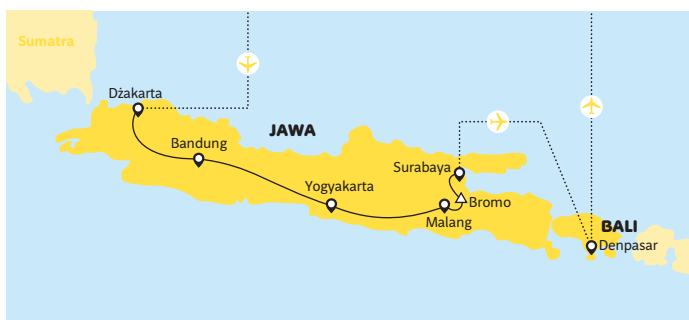 Sumatra
Dżakarta
JAWA
Bandung
Surabaya
Yogyakarta
Bromo
Malang
BALI
Denpasar